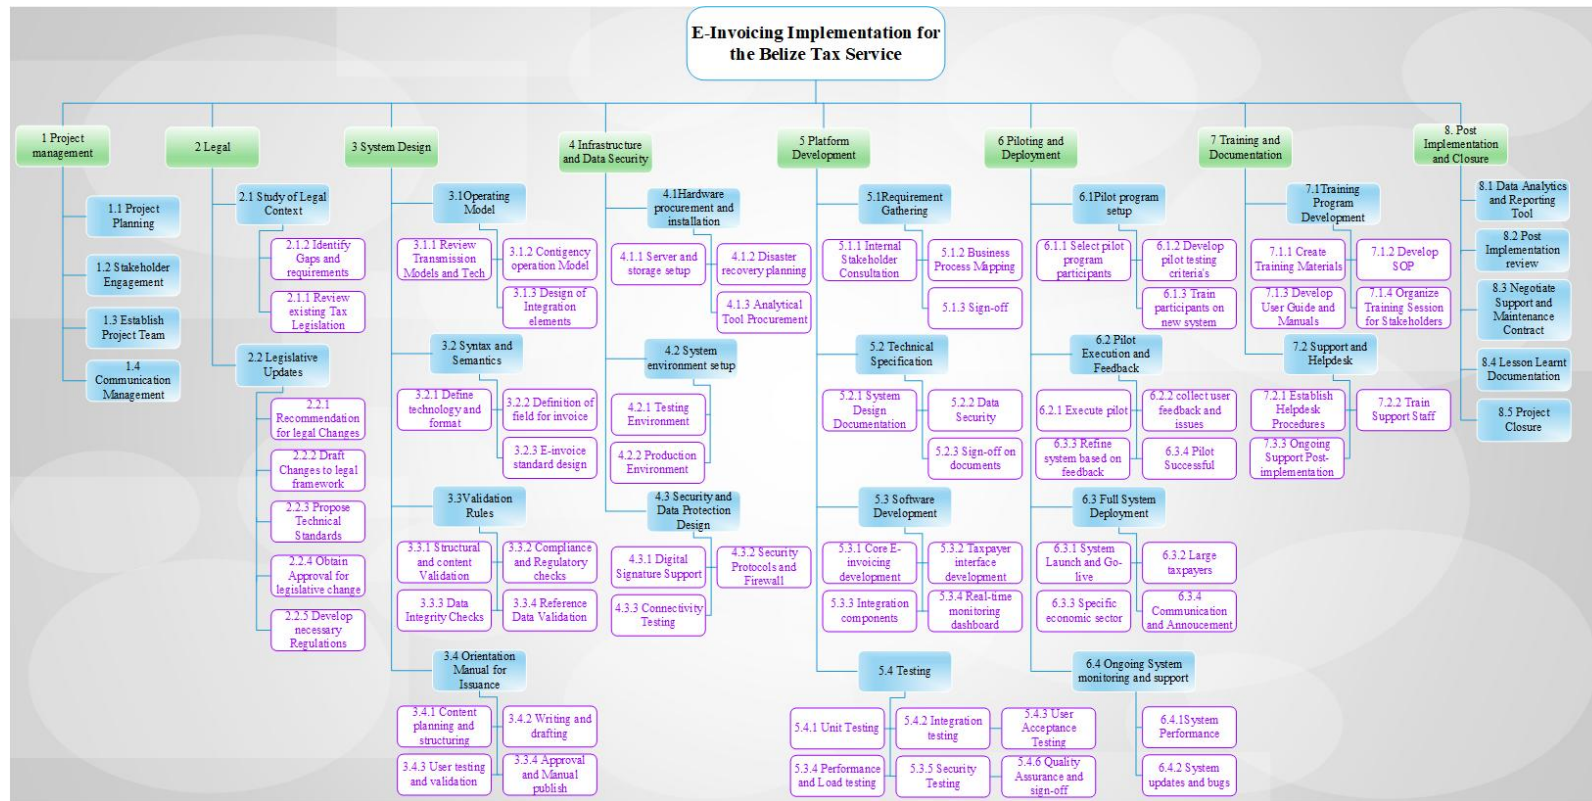 E-Invoicing Implementation for
the Belize Tax Service
1 Project
management
1.1 Project
Planning
1.2 Stakeholder
Engagement
1.3 Establish
Project Team
1.4
Communication
Management
2 Legal
2.1 Study of Legal
Context
2.1.2 Identify
Gaps and
requirements
2.1.1 Review
existing Tax
Legislation
2.2 Legislative
Updates
2.2.1
Recommendation
for legal Changes
2.2.2 Draft
Changes to legal
framework
2.2.3 Propose
Technical
Standards
2.2.4 Obtain
Approval for
legislative change
2.2.5 Develop
necessary
Regulations
3 System Design
3.1Operating
Model
3.1.1 Review
Transmission
Models and Tech
3.1.2 Contigency
operation Model
3.1.3 Design of
Integration
elements
3.2 Syntax and
Semantics
3.2.1 Define
technology and
format
3.2.2 Definition of
field for invoice
3.2.3 E-invoice
standard design
3.3Validation
Rules
3.3.1 Structural
and content
Validation
3.3.2 Compliance
and Regulatory
checks
3.3.3 Data
Integrity Checks
3.3.4 Reference
Data Validation
3.4 Orientation
Manual for
Issuance
3.4.1 Content
planning and
structuring
3.4.2 Writing and
drafting
3.4.3 User testing
and validation
3.3.4 Approval
and Manual
publish
4 Infrastructure
and Data Security
4.1Hardware
procurement and
installation
4.1.1 Server and
storage setup
4.1.2 Disaster
recovery planning
4.1.3 Analytical
Tool Procurement
4.2 System
environment setup
4.2.1 Testing
Environment
4.2.2 Production
Environment
4.3 Security and
Data Protection
Design
4.3.1 Digital
Signature Support
4.3.2 Security
Protocols and
Firewall
4.3.3 Connectivity
Testing
5 Platform
Development
5.1Requirement
Gathering
5.1.1 Internal
Stakeholder
Consultation
5.1.2 Business
Process Mapping
5.1.3 Sign-off
5.2 Technical
Specification
5.2.1 System
Design
Documentation
5.2.2 Data
Security
5.2.3 Sign-off on
documents
5.3 Software
Development
5.3.1 Core E-
invoicing
development
5.3.2 Taxpayer
interface
development
5.3.3 Integration
components
5.3.4 Real-time
monitoring
dashboard
5.4 Testing
5.4.1 Unit Testing
5.4.2 Integration
testing
5.4.3 User
Acceptance
Testing
5.3.4 Performance
and Load testing
5.3.5 Security
Testing
5.4.6 Quality
Assurance and
sign-off
6 Piloting and
Deployment
6.1Pilot program
setup
6.1.1 Select pilot
program
participants
6.1.2 Develop
pilot testing
criteria's
6.1.3 Train
participants on
new system
6.2 Pilot
Execution and
Feedback
6.2.1 Execute pilot
6.2.2 collect user
feedback and
issues
6.3.3 Refine
system based on
feedback
6.3.4 Pilot
Successful
6.3 Full System
Deployment
6.3.1 System
Launch and Go-
live
6.3.2 Large
taxpayers
6.3.3 Specific
economic sector
6.3.4
Communication
and Annoucement
6.4 Ongoing System
monitoring and support
6.4.1System
Performance
6.4.2 System
updates and bugs
7 Training and
Documentation
7.1Training
Program
Development
7.1.1 Create
Training Materials
7.1.2 Develop
SOP
7.1.3 Develop
User Guide and
Manuals
7.1.4 Organize
Training Session
for Stakeholders
7.2 Support and
Helpdesk
7.2.1 Establish
Helpdesk
Procedures
7.2.2 Train
Support Staff
7.3.3 Ongoing
Support Post-
implementation
8. Post
Implementation
and Closure
8.1 Data Analytics
and Reporting
Tool
8.2 Post
Implementation
review
8.3 Negotiate
Support and
Maintenance
Contract
8.4 Lesson Learnt
Documentation
8.5 Project
Closure